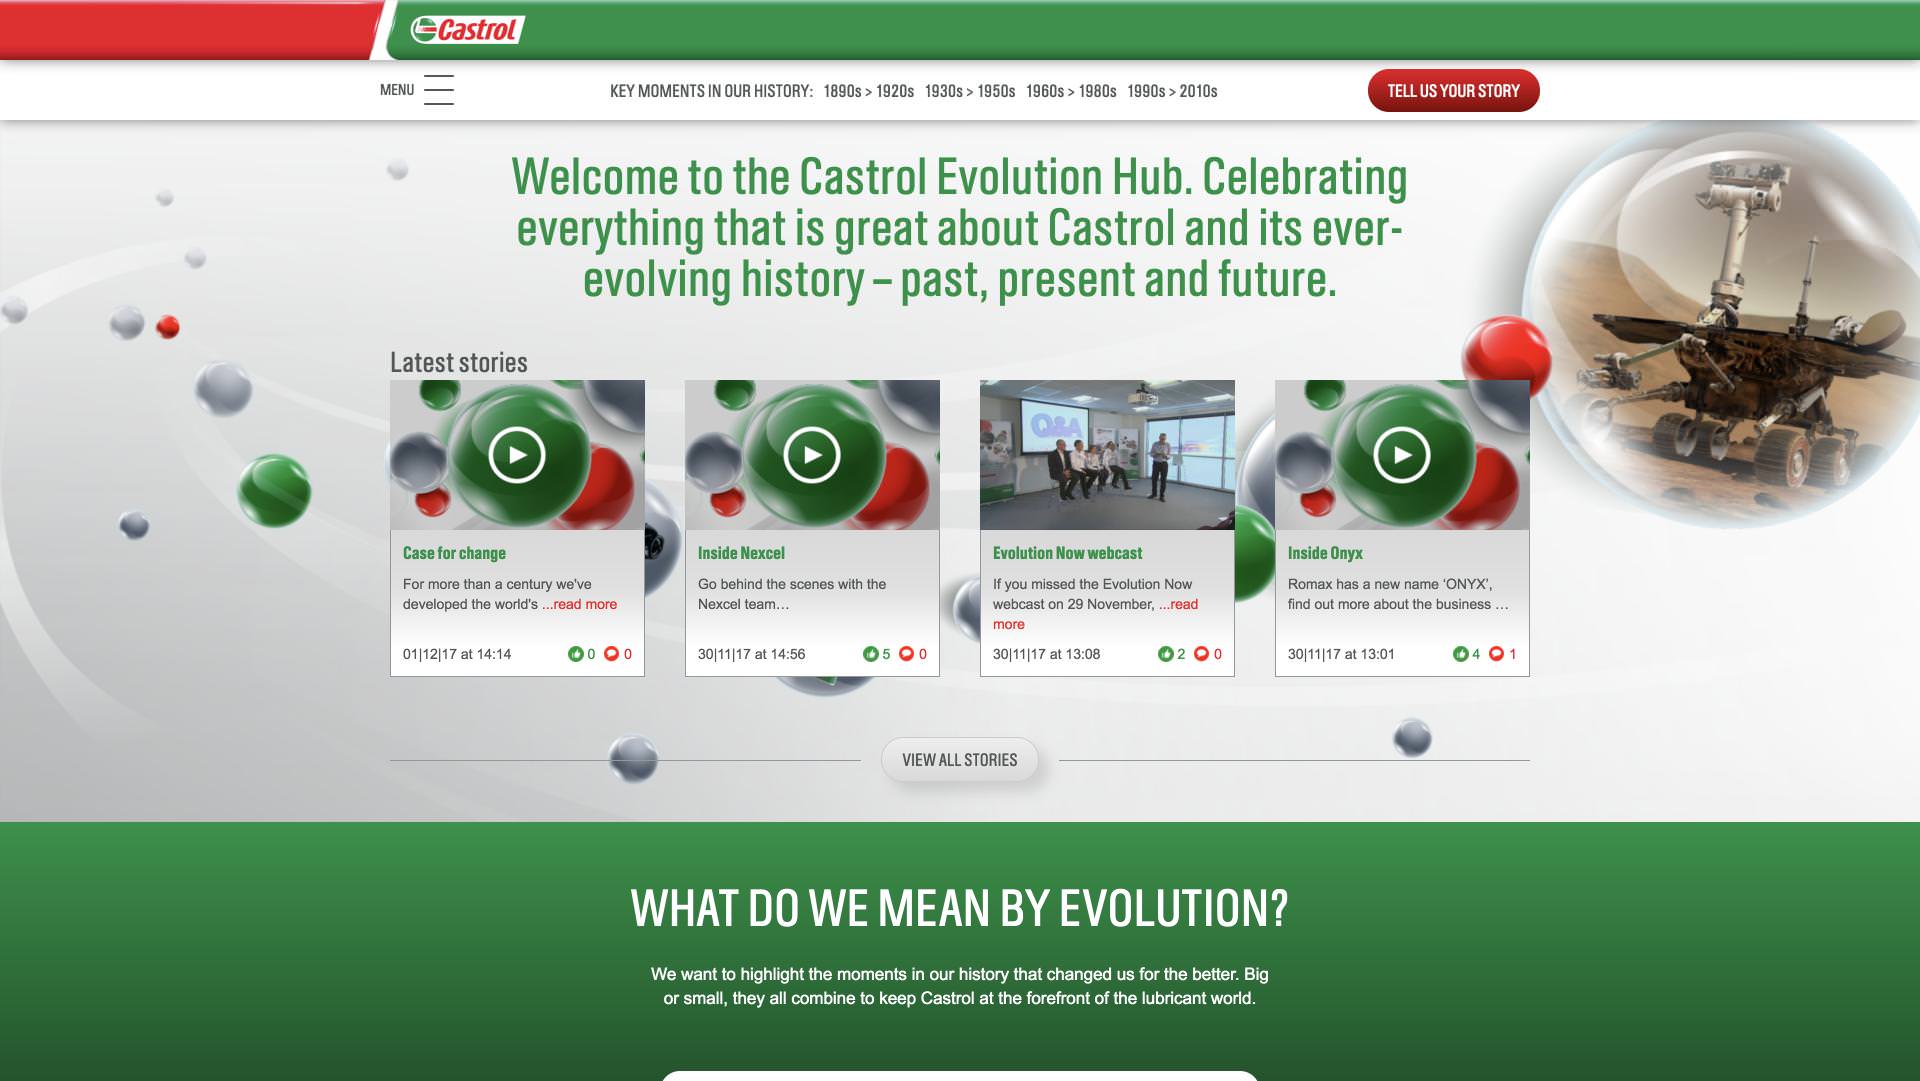 Castrol
MENU
KEY MOMENTS IN OUR HISTORY: 1890s > 1920s 1930s > 1950s 1960s > 1980s 1990s > 2010s
TELL US YOUR STORY
Welcome to the Castrol Evolution Hub. Celebrating
everything that is great about Castrol and its ever-
evolving history – past, present and future.
Latest stories
Case for change
For more than a century we've
developed the world's ...read more
01|12|17 at 14:14 0 0
Inside Nexcel
Go behind the scenes with the
Nexcel team…
30|11|17 at 14:56 5 0
Q&A
Evolution Now webcast
If you missed the Evolution Now
webcast on 29 November, ...read
more
30|11|17 at 13:08 2 0
Inside Onyx
Romax has a new name ‘ONYX’,
find out more about the business …
30|11|17 at 13:01 4 1
VIEW ALL STORIES
WHAT DO WE MEAN BY EVOLUTION?
We want to highlight the moments in our history that changed us for the better. Big
or small, they all combine to keep Castrol at the forefront of the lubricant world.